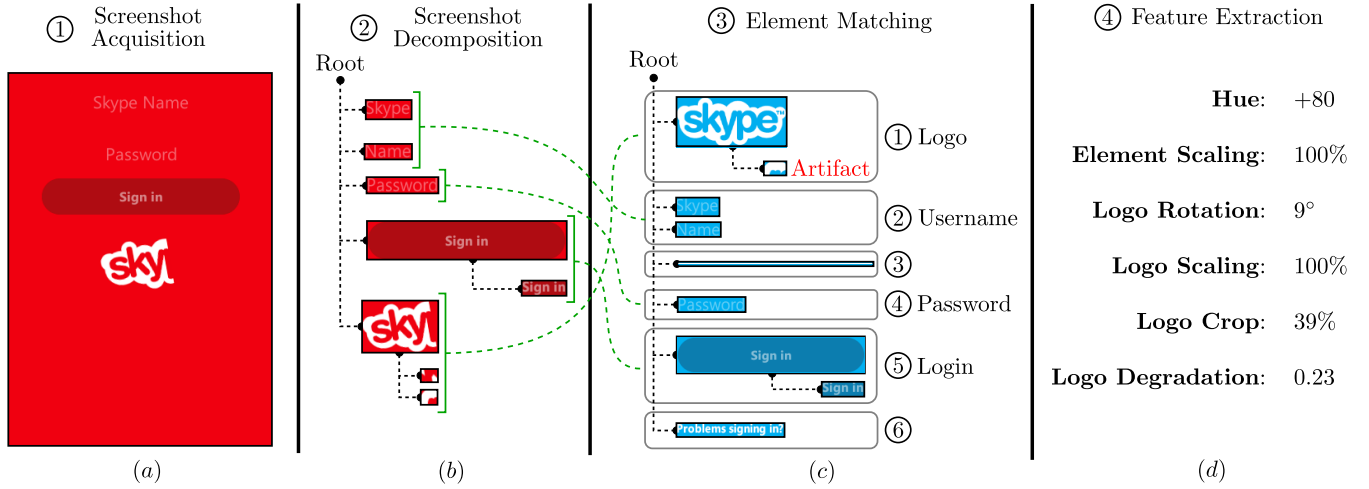 ① Screenshot
Acquisition
Skype Name
Password
Sign in
sky
(a)
② Screenshot
Decomposition
Root
Skype
Name
Password
Sign in
Sign in
sky
(b)
③ Element Matching
Root
skype™
① Logo
Artifact
Skype
Name
② Username
③
Password
④ Password
Sign in
Sign in
⑤ Login
Problems signing in?
⑥
(c)
④ Feature Extraction
Hue: +80
Element Scaling: 100%
Logo Rotation: 9°
Logo Scaling: 100%
Logo Crop: 39%
Logo Degradation: 0.23
(d)